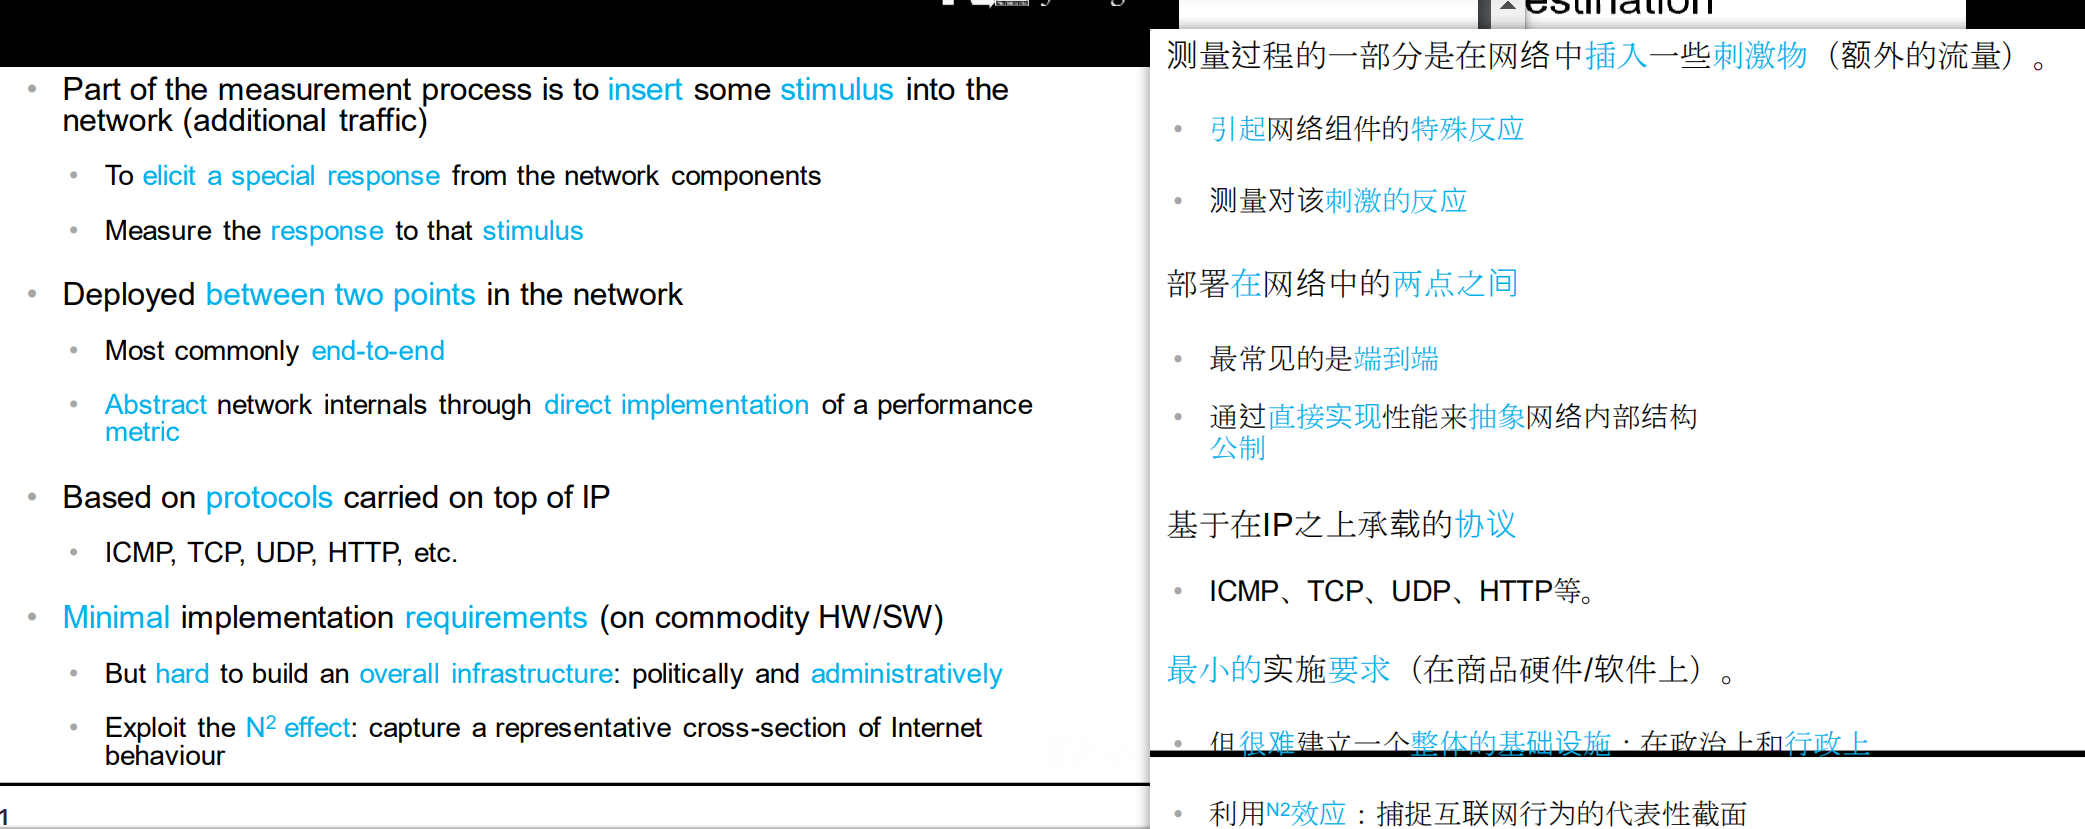 estination
• Part of the measurement process is to insert some stimulus into the
network (additional traffic)
• To elicit a special response from the network components
• Measure the response to that stimulus
• Deployed between two points in the network
• Most commonly end-to-end
• Abstract network internals through direct implementation of a performance
metric
• Based on protocols carried on top of IP
• ICMP, TCP, UDP, HTTP, etc.
• Minimal implementation requirements (on commodity HW/SW)
• But hard to build an overall infrastructure: politically and administratively
• Exploit the N² effect: capture a representative cross-section of Internet
behaviour
1
测量过程的一部分是在网络中插入一些刺激物（额外的流量）。
• 引起网络组件的特殊反应
• 测量对该刺激的反应
部署在网络中的两点之间
• 最常见的是端到端
• 通过直接实现性能来抽象网络内部结构
公制
基于在IP之上承载的协议
• ICMP、TCP、UDP、HTTP等。
最小的实施要求（在商品硬件/软件上）。
• 但很难建立一个整体的基础设施：在政治上和行政上
• 利用N2效应：捕捉互联网行为的代表性截面